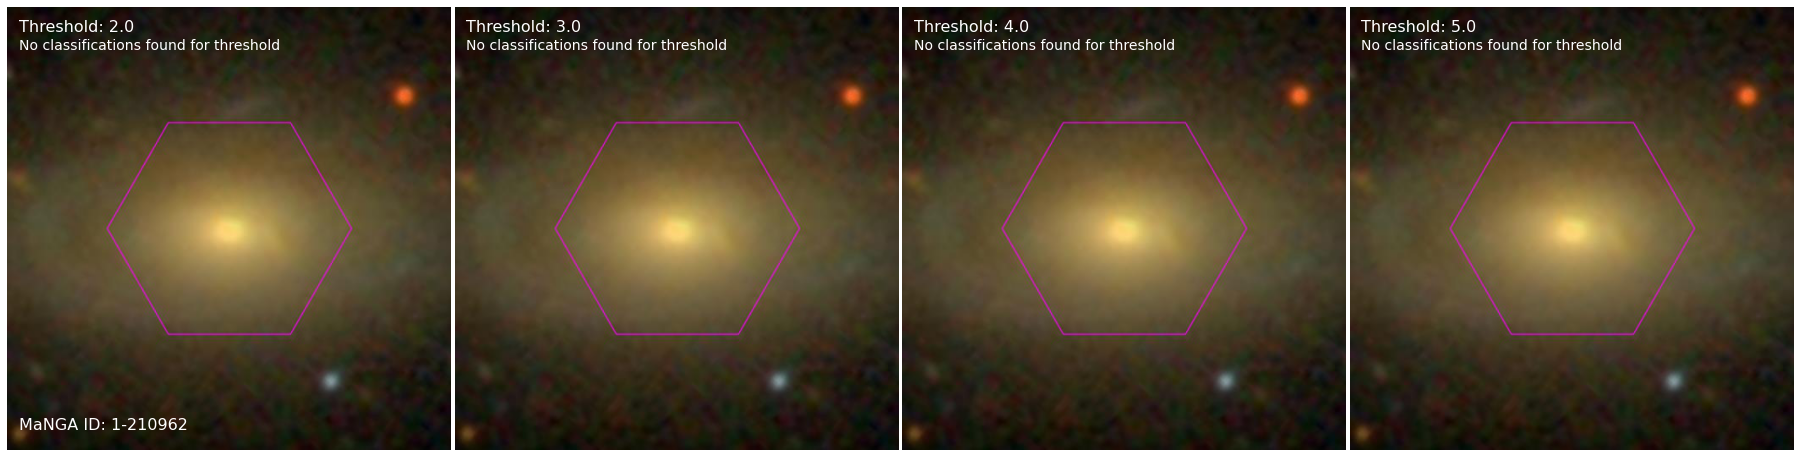 Threshold: 2.0
No classifications found for threshold
Threshold: 3.0
No classifications found for threshold
Threshold: 4.0
No classifications found for threshold
Threshold: 5.0
No classifications found for threshold
MaNGA ID: 1-210962